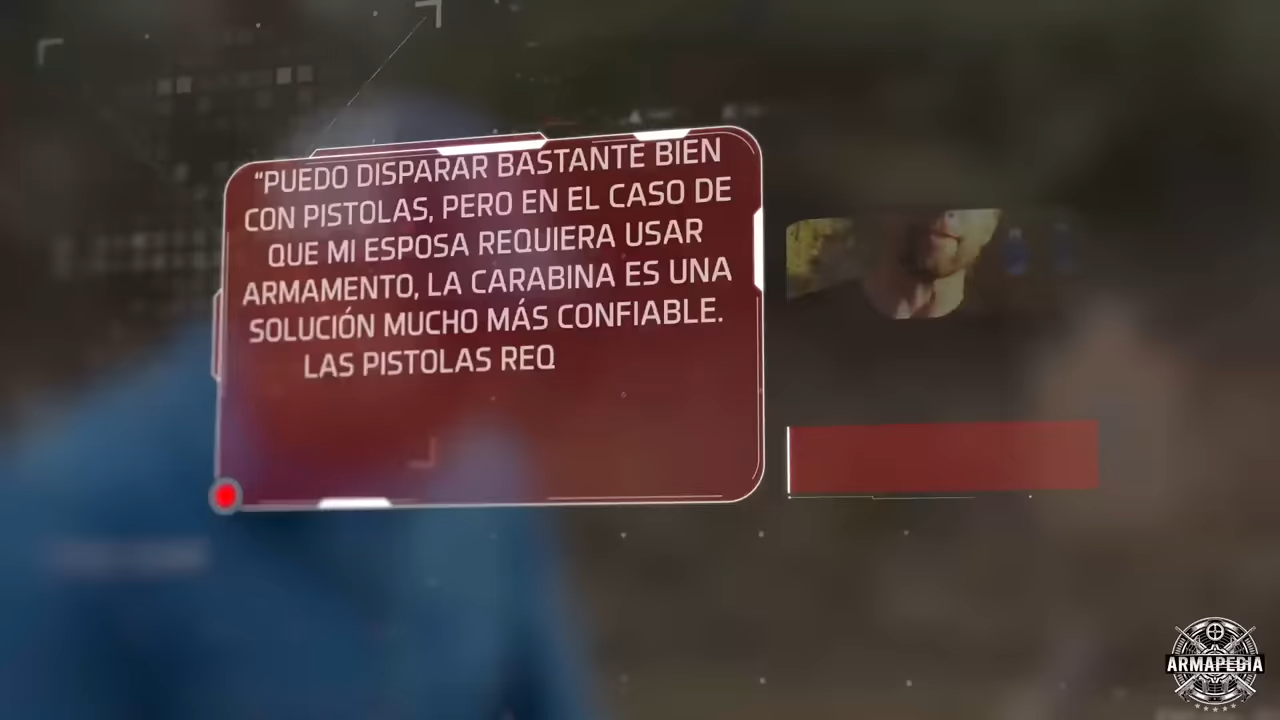 “PUEDO DISPARAR BASTANTE BIEN
CON PISTOLAS, PERO EN EL CASO DE
QUE MI ESPOSA REQUIERA USAR
ARMAMENTO, LA CARABINA ES UNA
SOLUCIÓN MUCHO MÁS CONFIABLE.
LAS PISTOLAS REQ
ARMAPEDIA